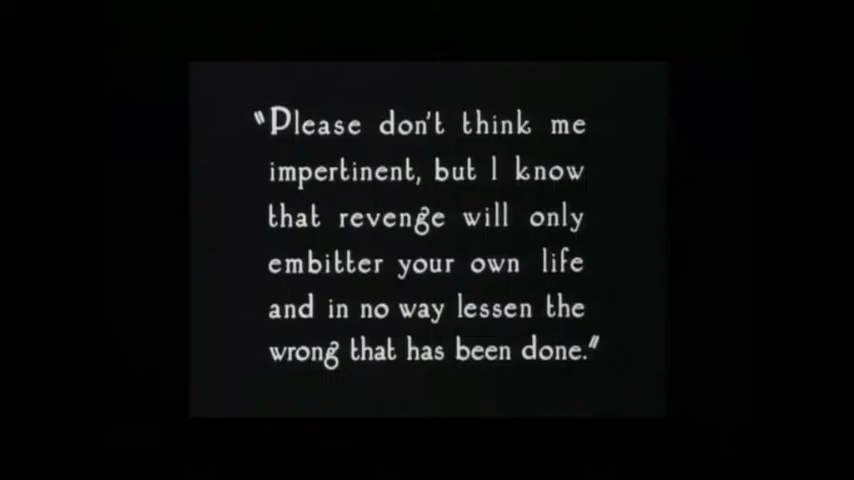 "Please don't think me
impertinent, but I know
that revenge will only
embitter your own life
and in no way lessen the
wrong that has been done."